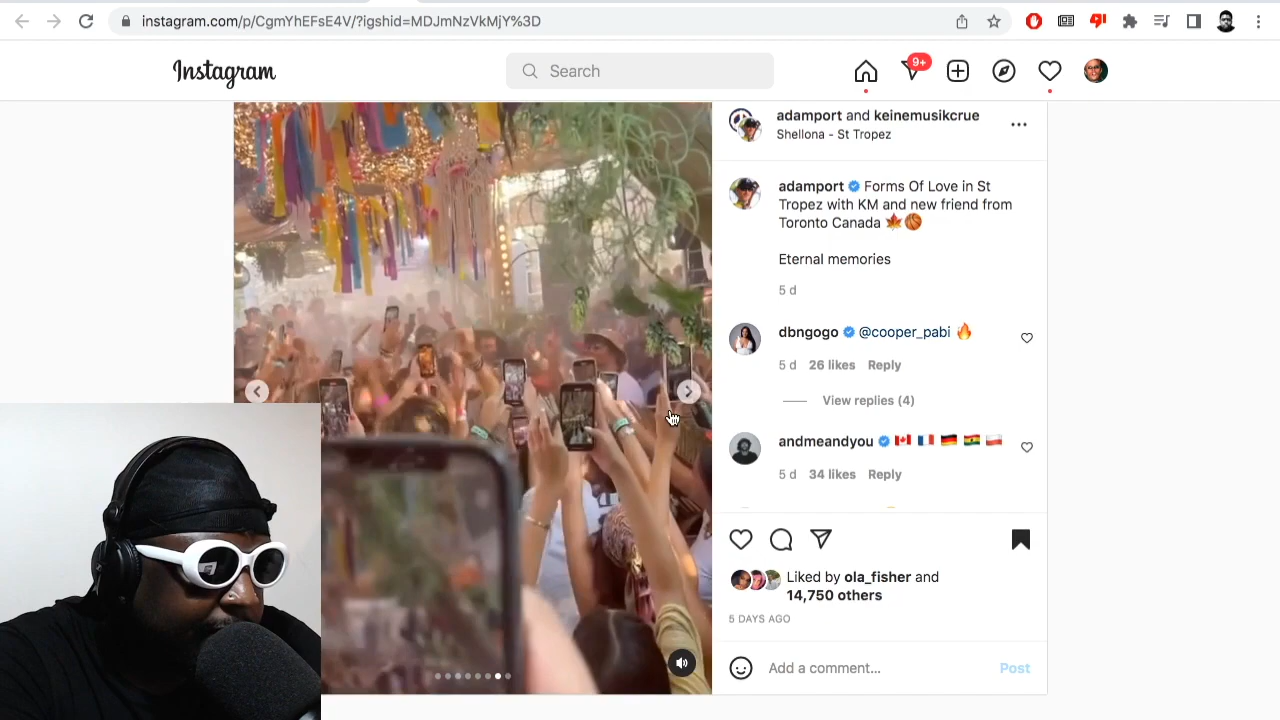 instagram.com/p/CgmYhEFsE4V/?igshid=MDJmNzVkMjY%3D
Instagram
Search
9+
adamport and keinemusikcrue
Shellona - St Tropez
adamport Forms Of Love in St
Tropez with KM and new friend from
Toronto Canada 🍁🏀
Eternal memories
5 d
dbngogo @cooper_pabi 🔥
5 d 26 likes Reply
View replies (4)
andmeandyou 🇨🇦 🇫🇷 🇩🇪 🇬🇭 🇵🇱
5 d 34 likes Reply
Liked by ola_fisher and
14,750 others
5 DAYS AGO
Add a comment... Post